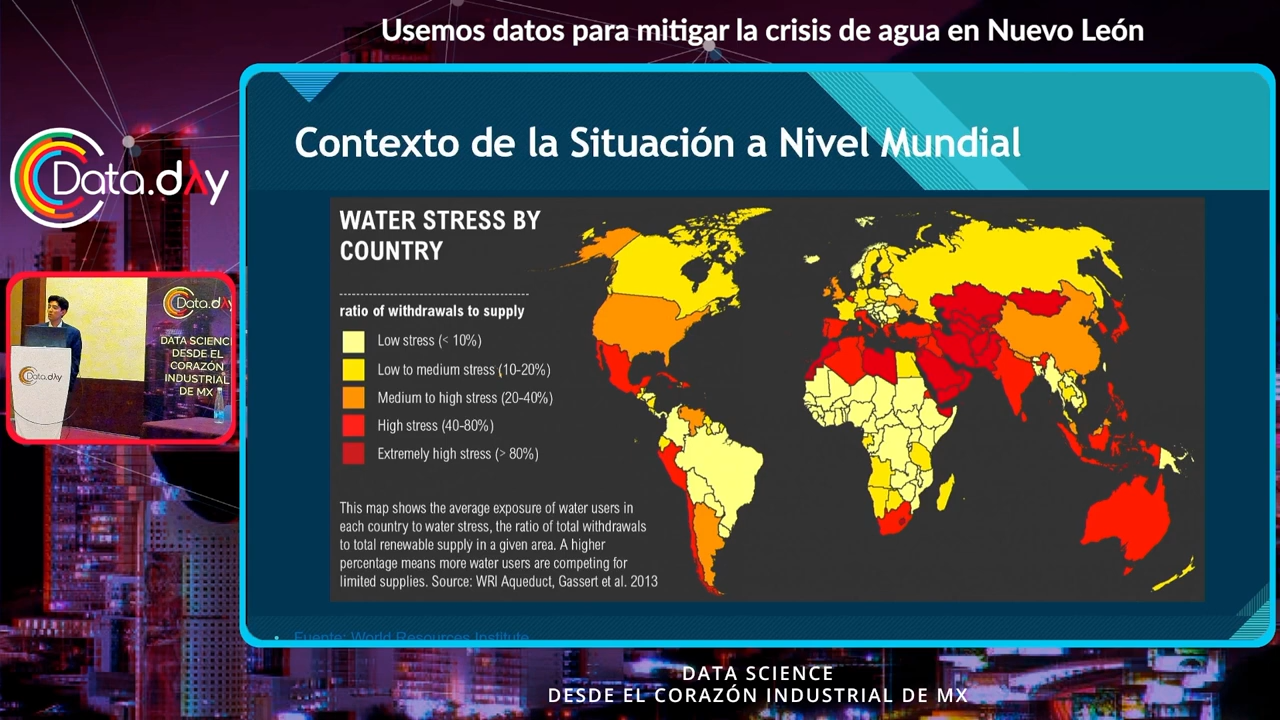 Usemos datos para mitigar la crisis de agua en Nuevo León
Contexto de la Situación a Nivel Mundial
Data.day
WATER STRESS BY
COUNTRY
ratio of withdrawals to supply
Low stress (< 10%)
Low to medium stress (10-20%)
Medium to high stress (20-40%)
High stress (40-80%)
Extremely high stress (> 80%)
This map shows the average exposure of water users in
each country to water stress, the ratio of total withdrawals
to total renewable supply in a given area. A higher
percentage means more water users are competing for
limited supplies. Source: WRI Aqueduct, Gassert et al. 2013
Fuente: World Resources Institute
Data.day
Data.dy
DATA SCIENC
DESDE EL
CORAZÓN
INDUSTRIAL
DE MX
DATA SCIENCE
DESDE EL CORAZÓN INDUSTRIAL DE MX